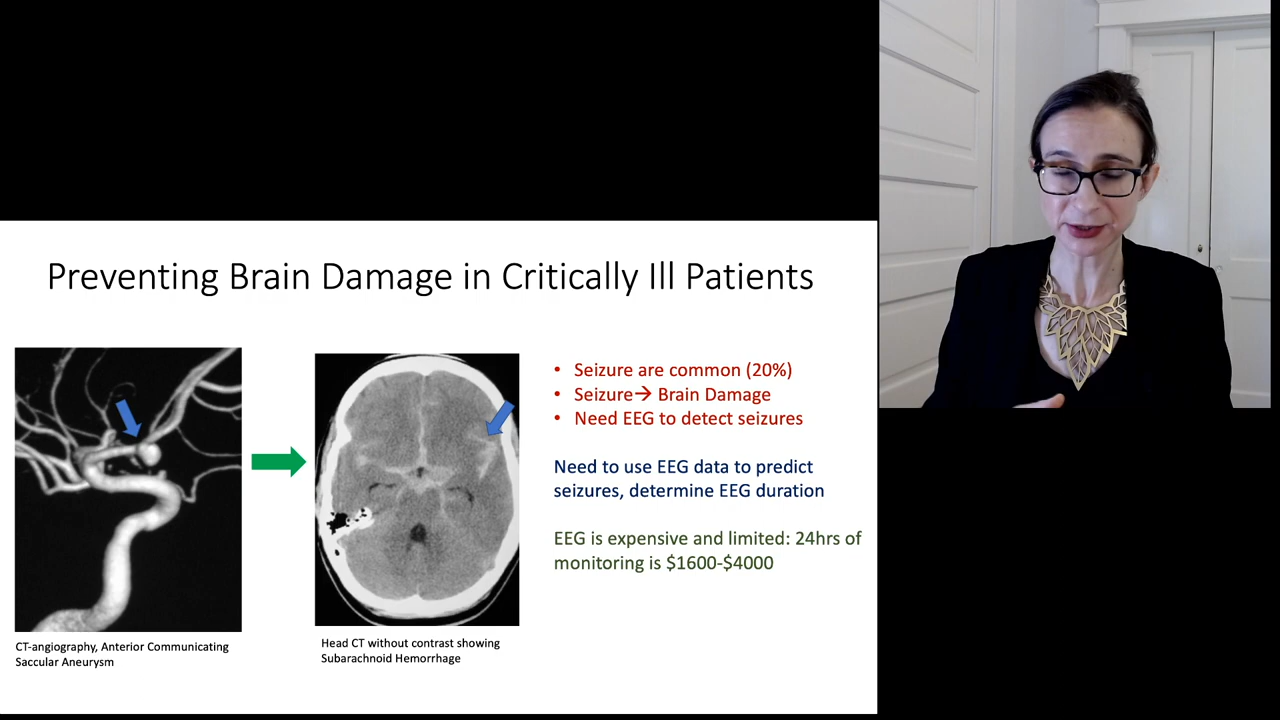 Preventing Brain Damage in Critically Ill Patients
• Seizure are common (20%)
• Seizure→ Brain Damage
• Need EEG to detect seizures
Need to use EEG data to predict
seizures, determine EEG duration
EEG is expensive and limited: 24hrs of
monitoring is $1600-$4000
CT-angiography, Anterior Communicating
Saccular Aneurysm
Head CT without contrast showing
Subarachnoid Hemorrhage